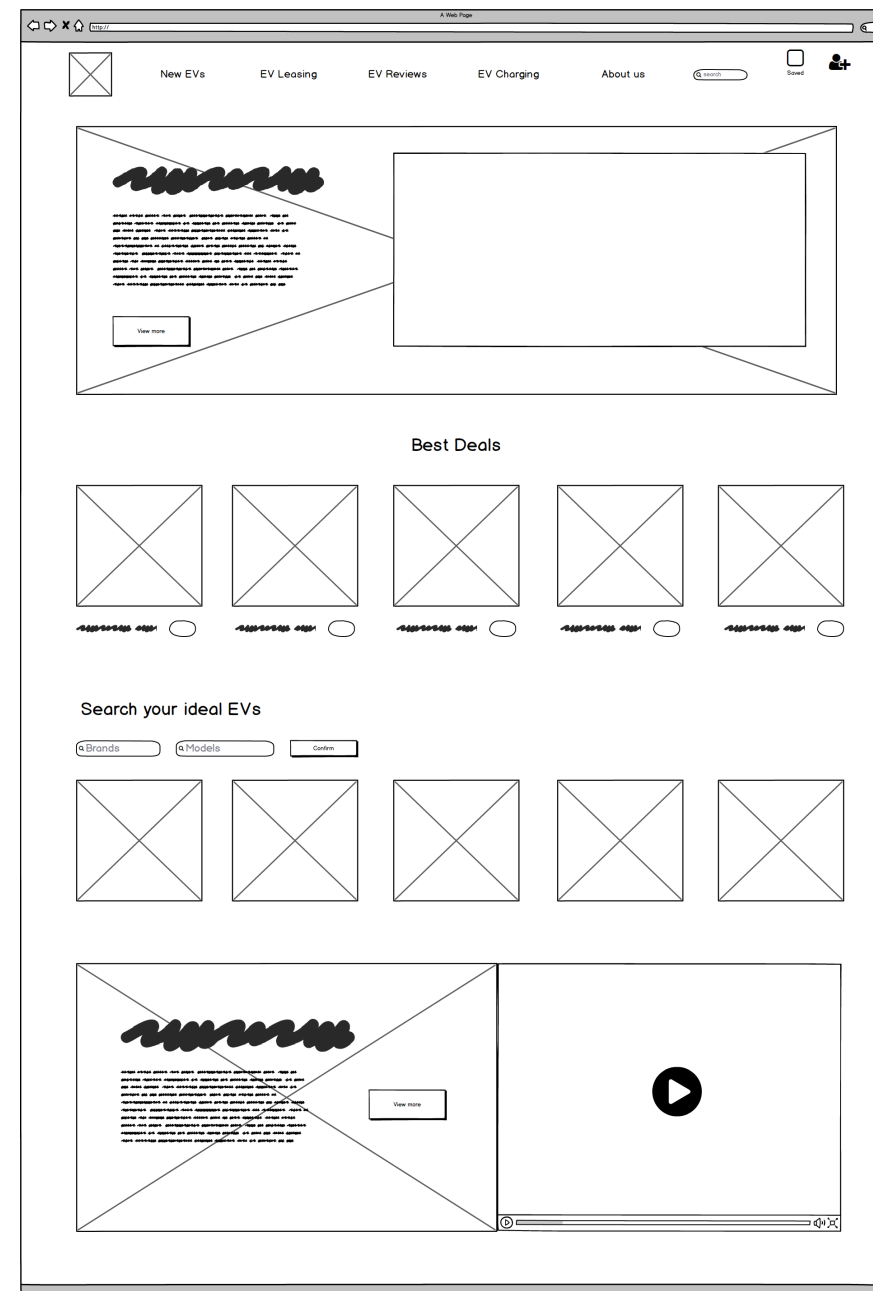 A Web Page
http://
New EVs
EV Leasing
EV Reviews
EV Charging
About us
search
Saved
View more
Best Deals
Search your ideal EVs
Brands
Models
Confirm
View more